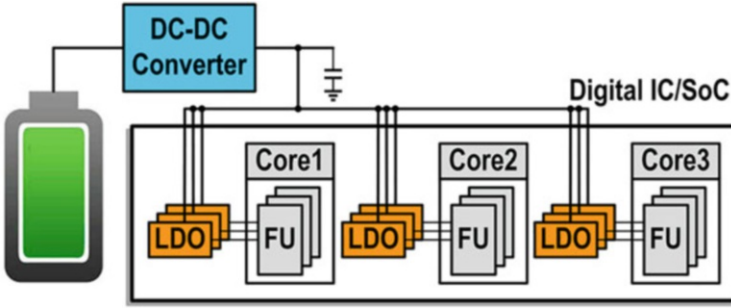 DC-DC
Converter
Digital IC/SoC
Core1
Core2
Core3
LDO
FU
LDO
FU
LDO
FU